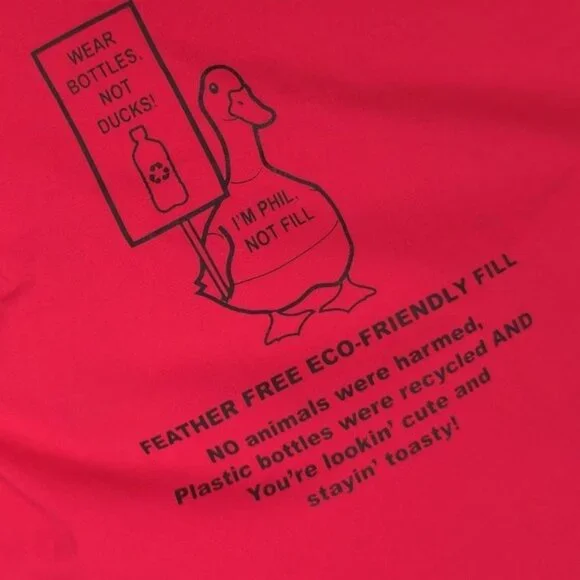 WEAR
BOTTLES.
NOT
DUCKS!
I'M PHIL.
NOT FILL
FEATHER FREE ECO-FRIENDLY FILL
NO animals were harmed,
Plastic bottles were recycled AND
You're lookin' cute and
stayin' toasty!